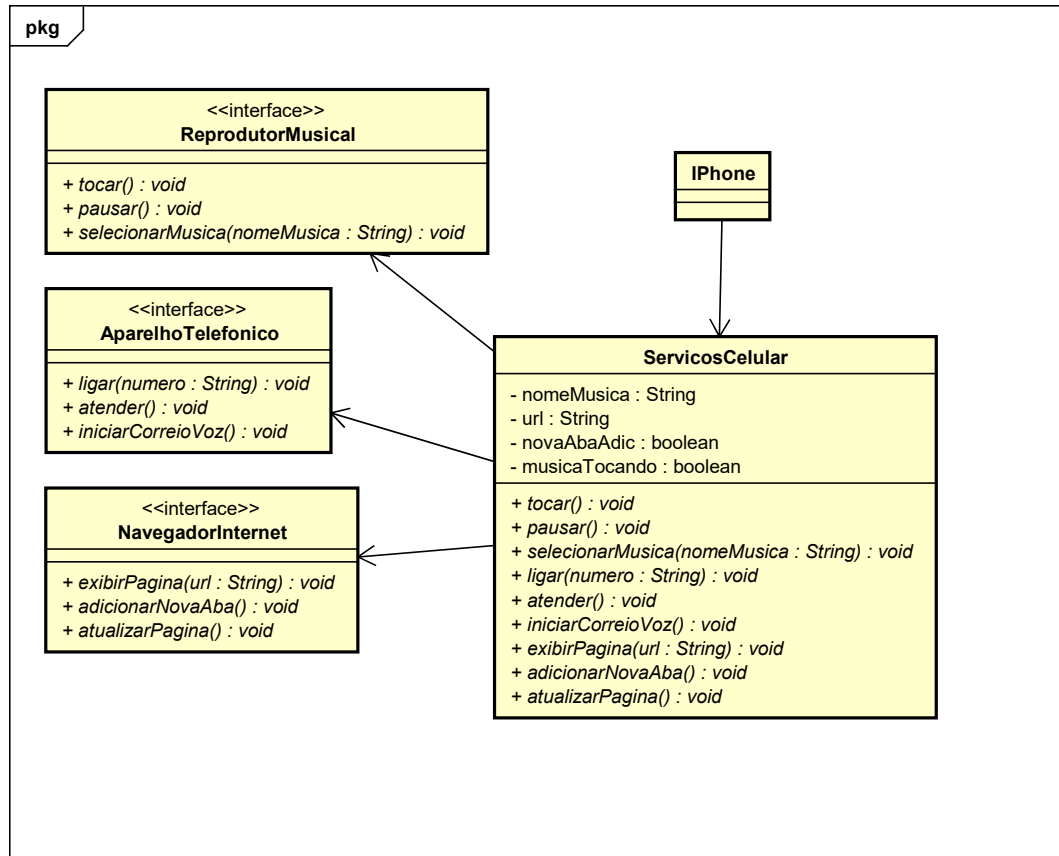 pkg
<<interface>>
ReprodutorMusical
+ tocar() : void
+ pausar() : void
+ selecionarMusica(nomeMusica : String) : void
IPhone
<<interface>>
AparelhoTelefonico
+ ligar(numero : String) : void
+ atender() : void
+ iniciarCorreioVoz() : void
<<interface>>
NavegadorInternet
+ exibirPagina(url : String) : void
+ adicionarNovaAba() : void
+ atualizarPagina() : void
ServicosCelular
- nomeMusica : String
- url : String
- novaAbaAdic : boolean
- musicaTocando : boolean
+ tocar() : void
+ pausar() : void
+ selecionarMusica(nomeMusica : String) : void
+ ligar(numero : String) : void
+ atender() : void
+ iniciarCorreioVoz() : void
+ exibirPagina(url : String) : void
+ adicionarNovaAba() : void
+ atualizarPagina() : void